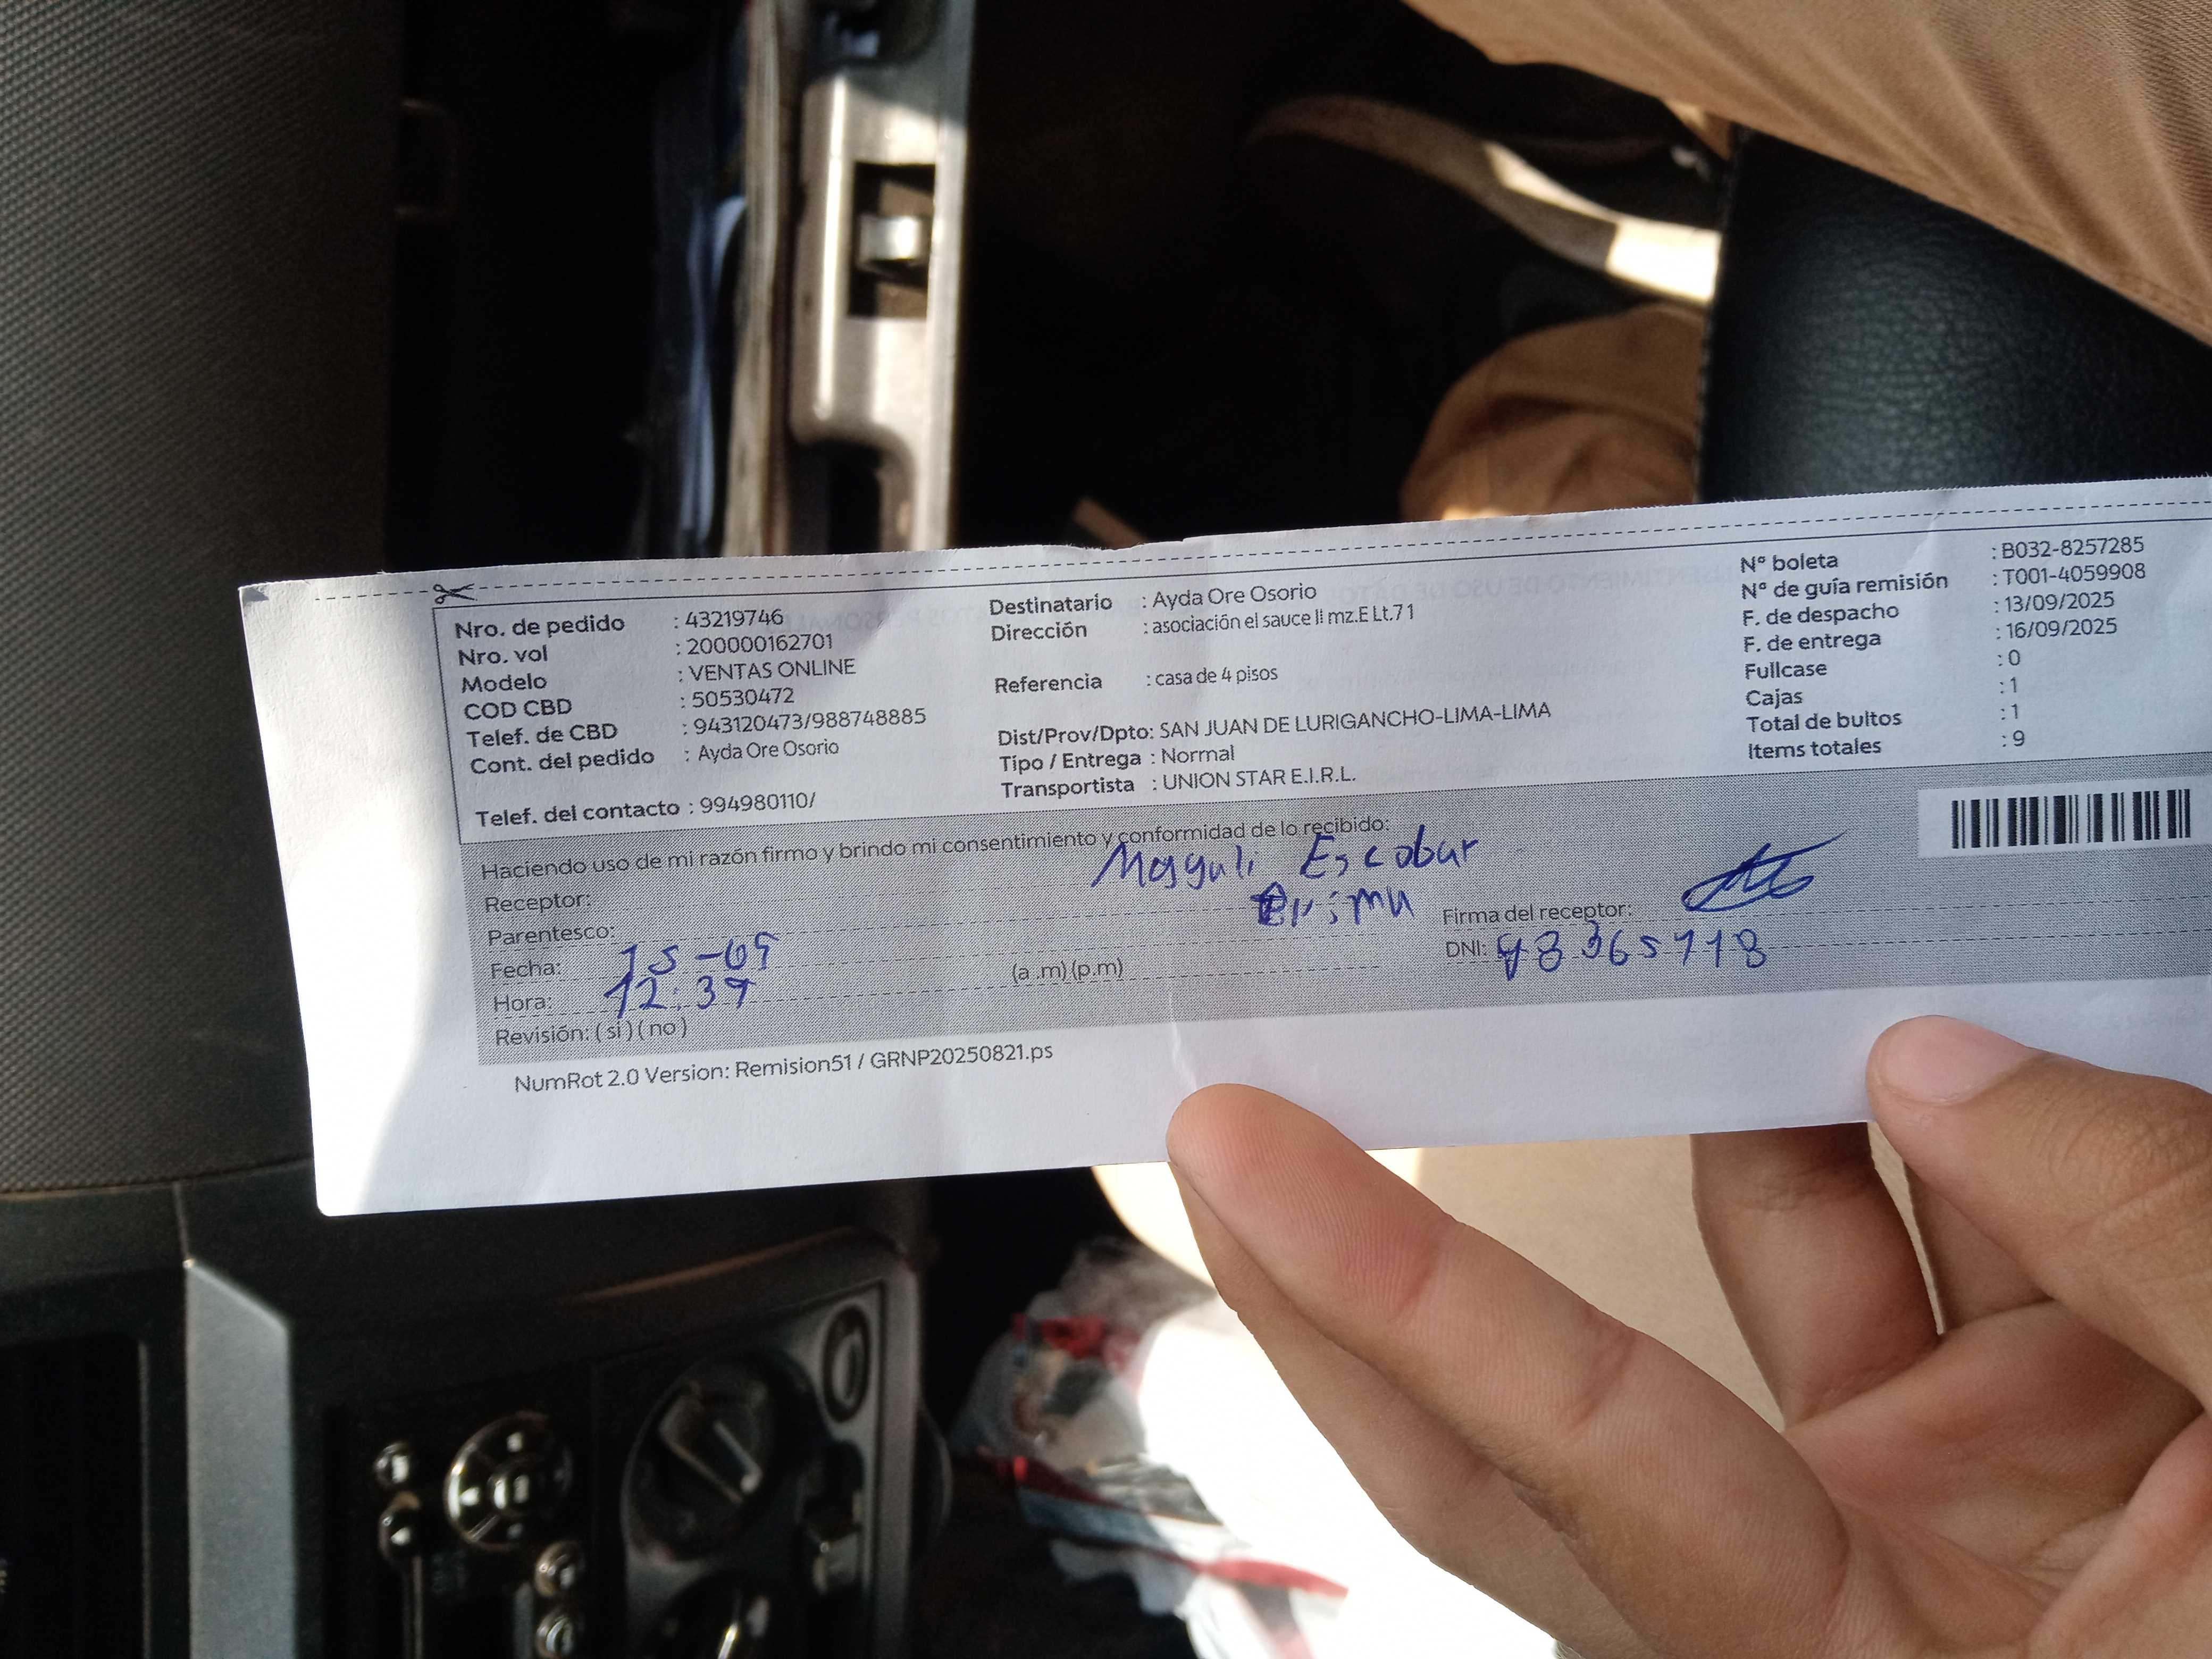 Nro. de pedido : 43219746
Nro. vol : 200000162701
Modelo : VENTAS ONLINE
COD CBD : 50530472
Telef. de CBD : 943120473/988748885
Cont. del pedido : Ayda Ore Osorio
Telef. del contacto : 994980110/
Destinatario : Ayda Ore Osorio
Dirección : asociación el sauce li mz.E Lt.71
Referencia : casa de 4 pisos
Dist/Prov/Dpto: SAN JUAN DE LURIGANCHO-LIMA-LIMA
Tipo / Entrega : Normal
Transportista : UNION STAR E.I.R.L.
N° boleta : B032-8257285
N° de guía remisión : T001-4059908
F. de despacho : 13/09/2025
F. de entrega : 16/09/2025
Fullcase : 0
Cajas : 1
Total de bultos : 1
Items totales : 9
Haciendo uso de mi razón firmo y brindo mi consentimiento y conformidad de lo recibido:
Receptor: Maguli Escobar
Parentesco: Prima
Firma del receptor:
Fecha: 15-09
DNI: 48365718
Hora: 12:39 (a.m) (p.m)
Revisión: ( si ) ( no )
NumRot 2.0 Version: Remision51 / GRNP20250821.ps